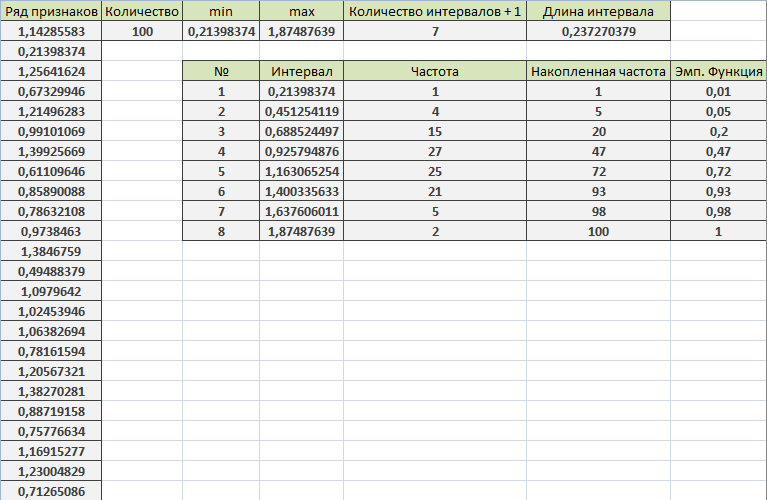 Ряд признаков Количество min max Количество интервалов + 1 Длина интервала
1,14285583 100 0,21398374 1,87487639 7 0,237270379
0,21398374
1,25641624 № Интервал Частота Накопленная частота Эмп. Функция
0,67329946 1 0,21398374 1 1 0,01
1,21496283 2 0,451254119 4 5 0,05
0,99101069 3 0,688524497 15 20 0,2
1,39925669 4 0,925794876 27 47 0,47
0,61109646 5 1,163065254 25 72 0,72
0,85890088 6 1,400335633 21 93 0,93
0,78632108 7 1,637606011 5 98 0,98
0,9738463 8 1,87487639 2 100 1
1,3846759
0,49488379
1,0979642
1,02453946
1,06382694
0,78161594
1,20567321
1,38270281
0,88719158
0,75776634
1,16915277
1,23004829
0,71265086